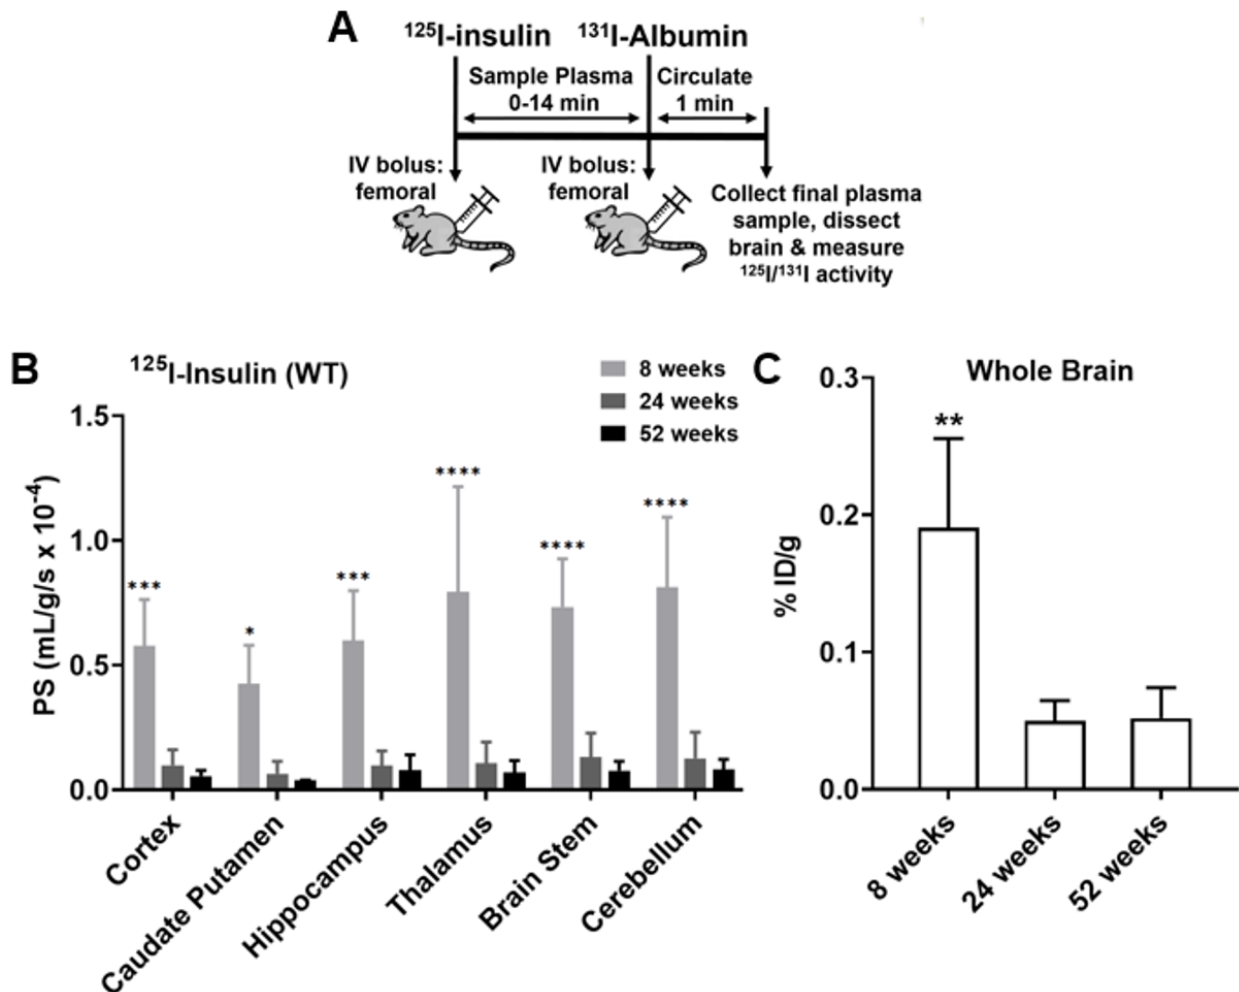 A
¹²⁵I-insulin ¹³¹I-Albumin
Sample Plasma
0-14 min
Circulate
1 min
IV bolus:
femoral
IV bolus:
femoral
Collect final plasma
sample, dissect
brain & measure
¹²⁵I/¹³¹I activity
B
¹²⁵I-Insulin (WT)
8 weeks
24 weeks
52 weeks
PS (mL/g/s x 10⁻⁴)
1.5
1.0
0.5
0.0
***
*
***
****
****
****
Cortex
Caudate Putamen
Hippocampus
Thalamus
Brain Stem
Cerebellum
C
Whole Brain
% ID/g
0.3
0.2
0.1
0.0
**
8 weeks
24 weeks
52 weeks